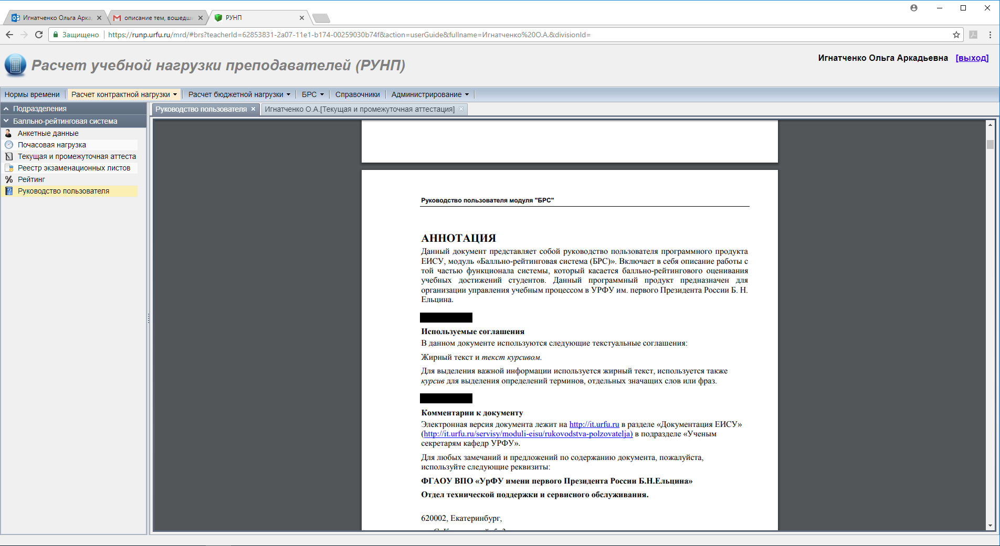 Игнатченко Ольга Арка
описание тем, вошедши
РУНП
Защищено
https://runp.urfu.ru/mrd/#brs?teacherId=62853831-2a07-11e1-b174-00259030b74f&action=userGuide&fullname=Игнатченко%20О.А.&divisionId=
Расчет учебной нагрузки преподавателей (РУНП)
Игнатченко Ольга Аркадьевна [выход]
Нормы времени Расчет контрактной нагрузки Расчет бюджетной нагрузки БРС Справочники Администрирование
Подразделения
Балльно-рейтинговая система
Анкетные данные
Почасовая нагрузка
Текущая и промежуточная аттеста
Реестр экзаменационных листов
Рейтинг
Руководство пользователя
Руководство пользователя Игнатченко О.А.[Текущая и промежуточная аттестация]
Руководство пользователя модуля "БРС"
АННОТАЦИЯ
Данный документ представляет собой руководство пользователя программного продукта
ЕИСУ, модуль «Балльно-рейтинговая система (БРС)». Включает в себя описание работы с
той частью функционала системы, который касается балльно-рейтингового оценивания
учебных достижений студентов. Данный программный продукт предназначен для
организации управления учебным процессом в УРФУ им. первого Президента России Б. Н.
Ельцина.
Используемые соглашения
В данном документе используются следующие текстуальные соглашения:
Жирный текст и текст курсивом.
Для выделения важной информации используется жирный текст, используется также
курсив для выделения определений терминов, отдельных значащих слов или фраз.
Комментарии к документу
Электронная версия документа лежит на http://it.urfu.ru в разделе «Документация ЕИСУ»
(http://it.urfu.ru/servisy/moduli-eisu/rukovodstva-polzovatelja) в подразделе «Ученым
секретарям кафедр УРФУ».
Для любых замечаний и предложений по содержанию документа, пожалуйста,
используйте следующие реквизиты:
ФГАОУ ВПО «УрФУ имени первого Президента России Б.Н.Ельцина»
Отдел технической поддержки и сервисного обслуживания.
620002, Екатеринбург,